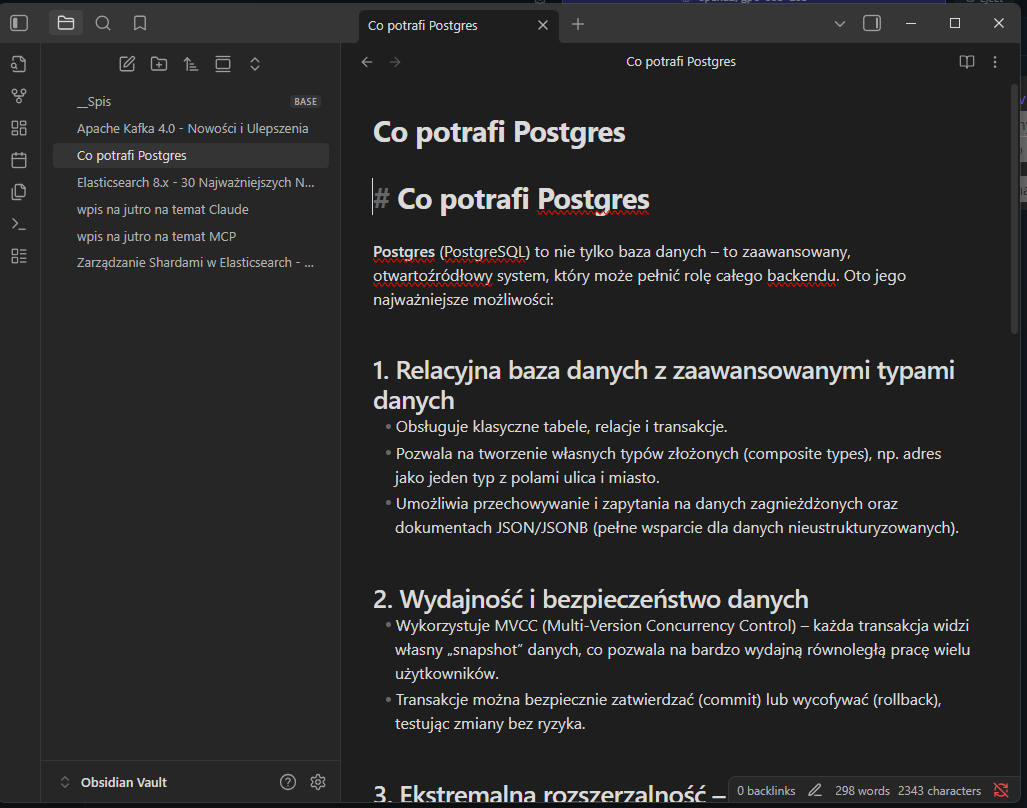 Co potrafi Postgres
__Spis
BASE
Apache Kafka 4.0 - Nowości i Ulepszenia
Co potrafi Postgres
Elasticsearch 8.x - 30 Najważniejszych N...
wpis na jutro na temat Claude
wpis na jutro na temat MCP
Zarządzanie Shardami w Elasticsearch - ...
Obsidian Vault
Co potrafi Postgres
Co potrafi Postgres
# Co potrafi Postgres
Postgres (PostgreSQL) to nie tylko baza danych – to zaawansowany,
otwartoźródłowy system, który może pełnić rolę całego backendu. Oto jego
najważniejsze możliwości:
1. Relacyjna baza danych z zaawansowanymi typami
danych
Obsługuje klasyczne tabele, relacje i transakcje.
Pozwala na tworzenie własnych typów złożonych (composite types), np. adres
jako jeden typ z polami ulica i miasto.
Umożliwia przechowywanie i zapytania na danych zagnieżdżonych oraz
dokumentach JSON/JSONB (pełne wsparcie dla danych nieustrukturyzowanych).
2. Wydajność i bezpieczeństwo danych
Wykorzystuje MVCC (Multi-Version Concurrency Control) – każda transakcja widzi
własny „snapshot” danych, co pozwala na bardzo wydajną równoległą pracę wielu
użytkowników.
Transakcje można bezpiecznie zatwierdzać (commit) lub wycofywać (rollback),
testując zmiany bez ryzyka.
3. Ekstremalna rozszerzalność –
0 backlinks
298 words
2343 characters